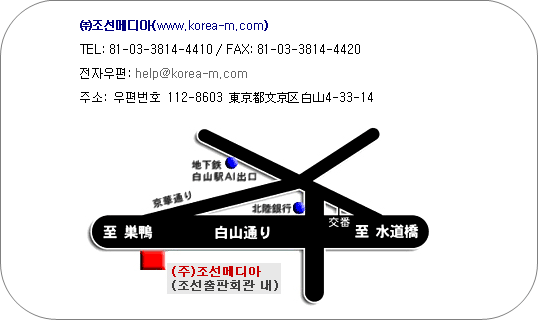 ㈜조선메디아(www.korea-m.com)
TEL: 81-03-3814-4410 / FAX: 81-03-3814-4420
전자우편: help@korea-m.com
주소: 우편번호 112-8603 東京都文京区白山4-33-14
地下鉄
白山駅AI出口
京華通り
北陸銀行
交番
至 巣鴨
白山通り
至 水道橋
(주)조선메디아
(조선출판회관 내)